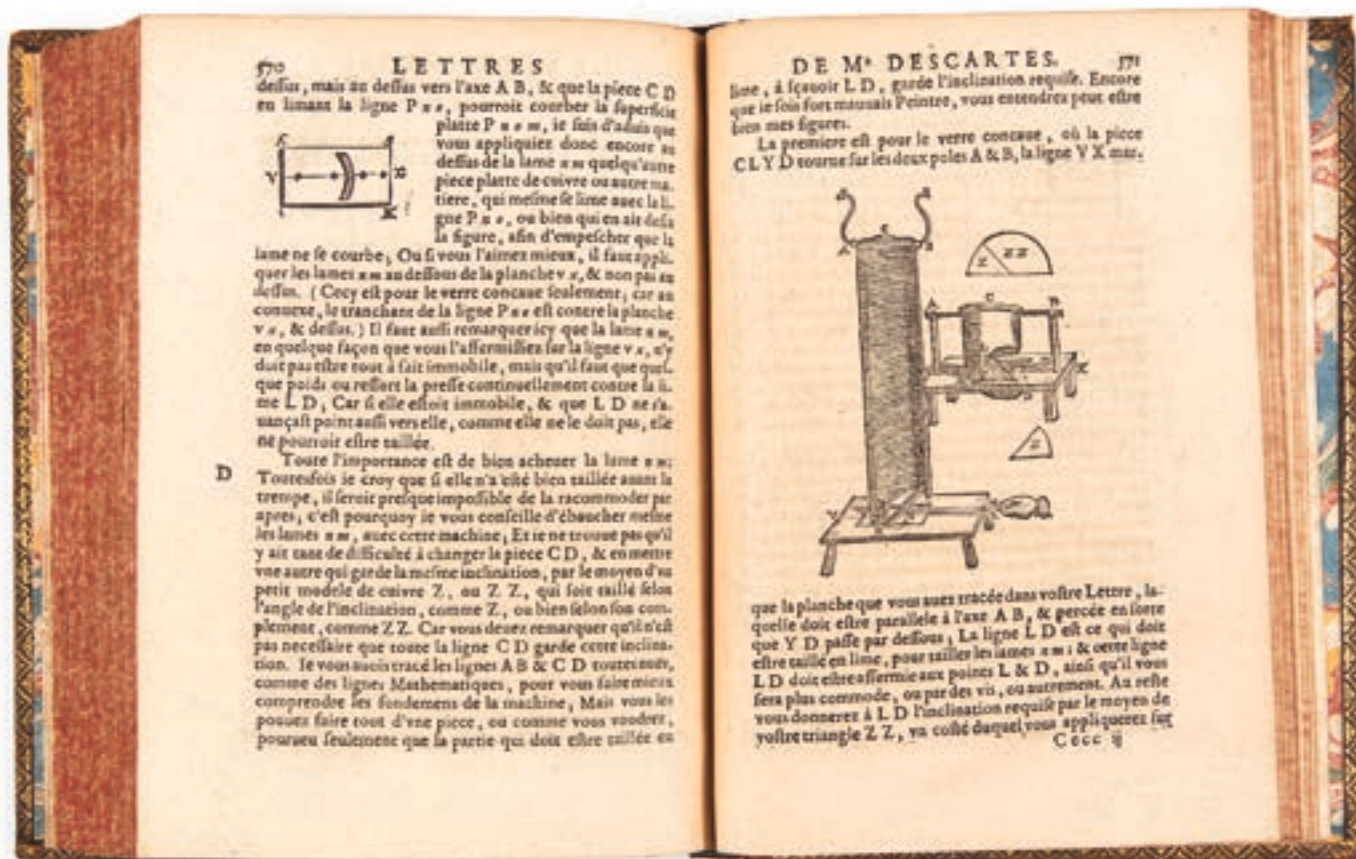 570 LETTRES
dessus, mais au dessus vers l'axe A B, & que la piece C D
en limant la ligne P n o, pourroit courber la superficie
platte P n o m, ie suis d'aduis que
vous appliquiez donc encore au
dessus de la lame n m quelqu'autre
piece platte de cuivre ou autre ma-
tiere, qui mesme se lime auec la li-
gne P n o, ou bien qui en ait desia
la figure, afin d'empescher que la
V
lame ne se courbe; Ou si vous l'aimez mieux, il faut appli-
quer les lames n m au dessous de la planche v x, & non pas au
dessus. (Cecy est pour le verre concaue seulement; car au
conuexe, le tranchant de la ligne P n o est contre la planche
v x, & dessus.) Il faut aussi remarquer icy que la lame n m,
en quelque façon que vous l'affermissiez sur la ligne v x, n'y
doit pas estre tout à fait immobile, mais qu'il faut que quel-
que poids ou ressort la presse continuellement contre la li-
me L D; Car si elle estoit immobile, & que L D ne s'a-
uançast point aussi vers elle, comme elle ne le doit pas, elle
ne pourroit estre taillée.
D Toute l'importance est de bien acheuer la lame n m;
Toutesfois ie croy que si elle n'a esté bien taillée auant la
trempe, il seroit presque impossible de la racommoder par
apres; c'est pourquoy ie vous conseille d'ébaucher mesme
les lames n m, auec cette machine; Et ie ne trouue pas qu'il
y ait tant de difficulté à changer la piece C D, & en mettre
vne autre qui garde la mesme inclination, par le moyen d'vn
petit modele de cuivre Z, ou Z Z, qui soit taillé selon
l'angle de l'inclination, comme Z, ou bien selon son com-
plement, comme Z Z. Car vous deuez remarquer qu'il n'est
pas necessaire que toute la ligne C D garde cette inclina-
tion. Ie vous auois tracé les lignes A B & C D toutes nuës,
comme des lignes Mathematiques, pour vous faire mieux
comprendre les fondemens de la machine; Mais vous les
pouuez faire tout d'vne piece, ou comme vous voudrez,
pourueu seulement que la partie qui doit estre taillée en
DE Mr DESCARTES. 571
lime, à sçauoir L D, garde l'inclination requise. Encore
que ie sois fort mauuais Peintre, vous entendrez peut estre
bien mes figures.
La premiere est pour le verre concaue, où la piece
C L Y D tourne sur les deux poles A & B, la ligne V X mar-
C
Z ZZ
A C B
X
Z
V
que la planche que vous auez tracée dans vostre Lettre, la-
quelle doit estre parallele à l'axe A B, & percée en sorte
que Y D passe par dessous; La ligne L D est ce qui doit
estre taillé en lime, pour tailler les lames n m; & cette ligne
L D doit estre affermie aux points L & D, ainsi qu'il vous
sera plus commode, ou par des vis, ou autrement. Au reste
vous donnerez à L D l'inclination requise par le moyen de
vostre triangle Z Z, vn costé duquel vous appliquerez sur
Cccc ij